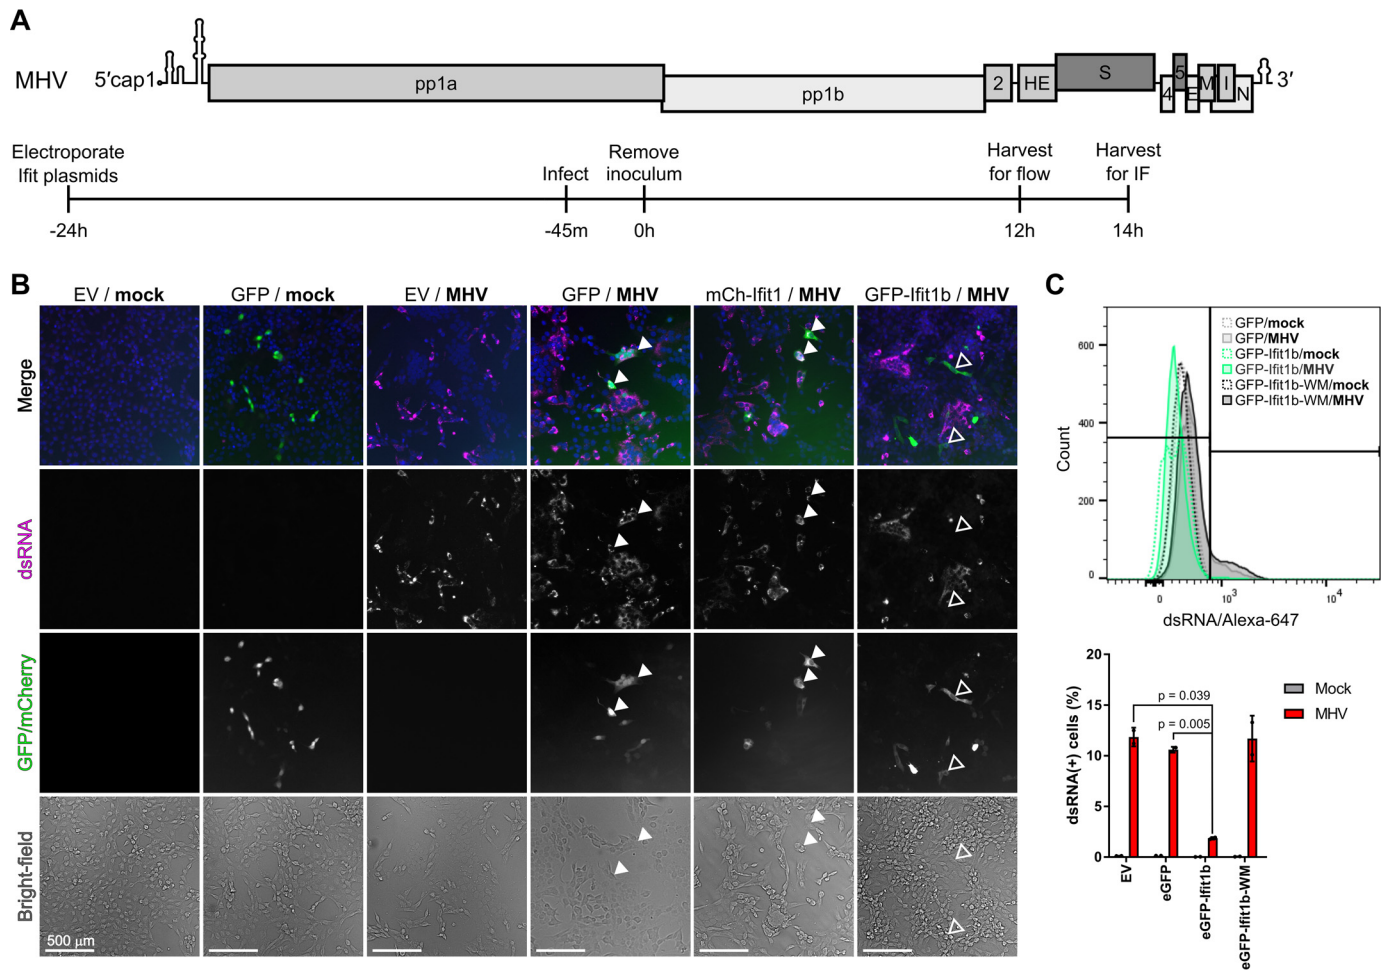 A
MHV
5′cap1
pp1a
pp1b
2
HE
S
4
5
E
M
I
N
3′
Electroporate
Ifit plasmids
Infect
Remove
inoculum
Harvest
for flow
Harvest
for IF
-24h
-45m
0h
12h
14h
B
EV / mock
GFP / mock
EV / MHV
GFP / MHV
mCh-Ifit1 / MHV
GFP-Ifit1b / MHV
Merge
dsRNA
GFP/mCherry
Bright-field
500 µm
C
GFP/mock
GFP/MHV
GFP-Ifit1b/mock
GFP-Ifit1b/MHV
GFP-Ifit1b-WM/mock
GFP-Ifit1b-WM/MHV
Count
600
400
200
0
0
10³
10⁴
dsRNA/Alexa-647
dsRNA(+) cells (%)
20
15
10
5
0
p = 0.039
p = 0.005
Mock
MHV
EV
eGFP
eGFP-Ifit1b
eGFP-Ifit1b-WM